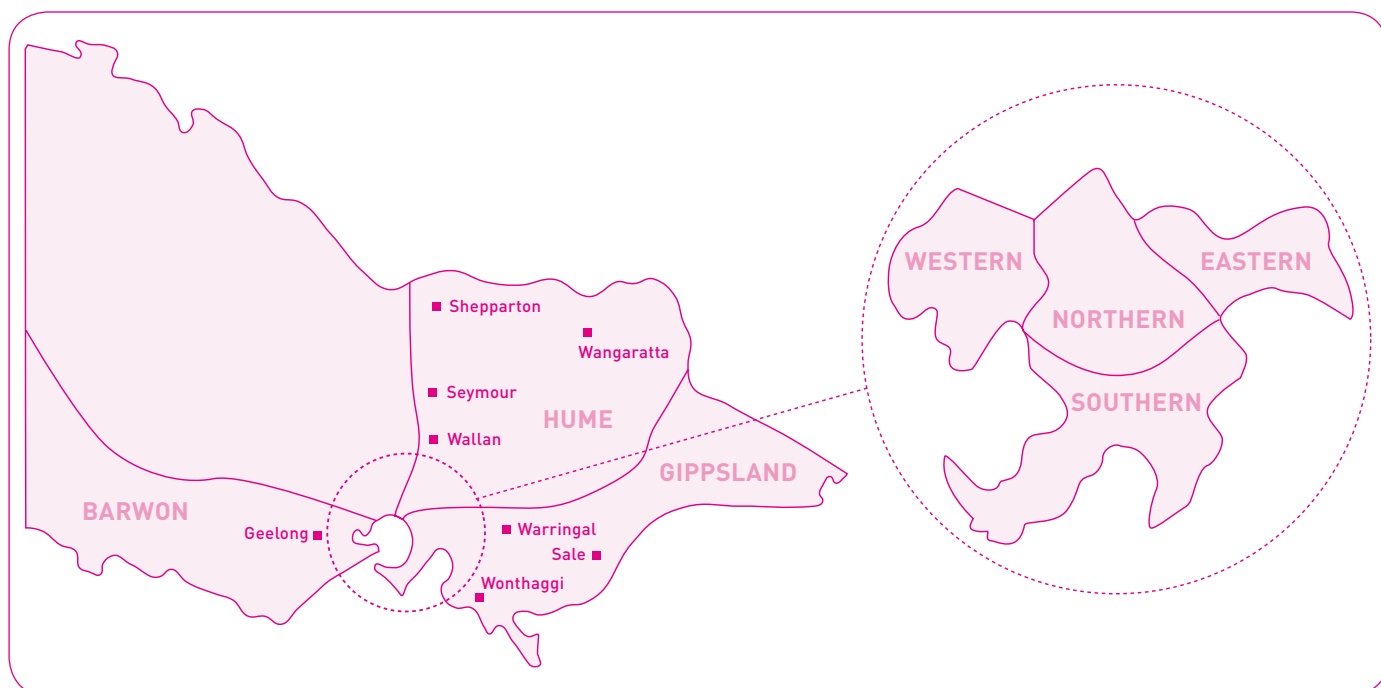 Shepparton
Wangaratta
Seymour
HUME
Wallan
GIPPSLAND
BARWON
Geelong
Warringal
Sale
Wonthaggi
WESTERN
EASTERN
NORTHERN
SOUTHERN